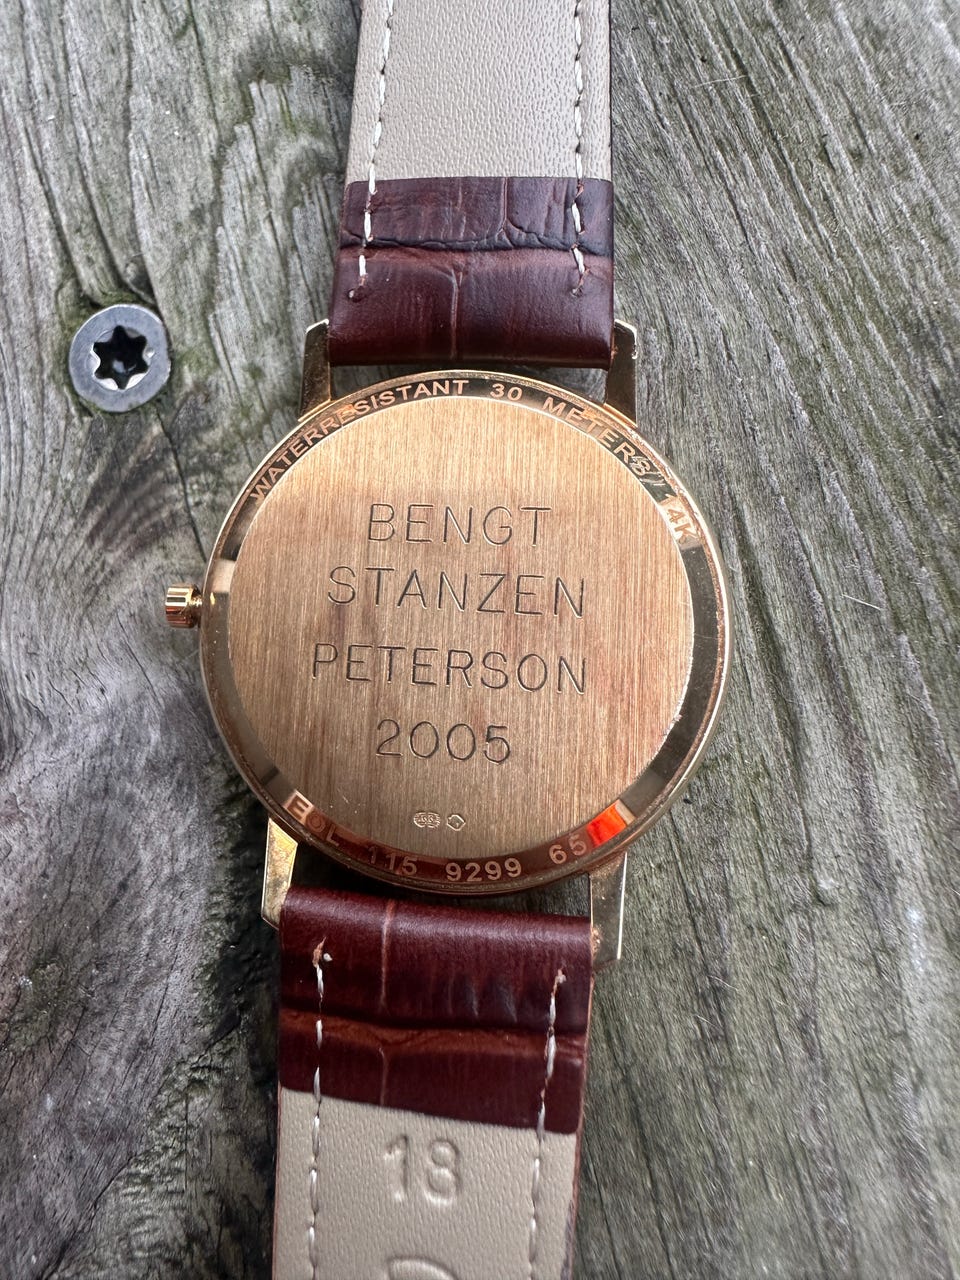 WATERRESISTANT 30 METERS 14K
BENGT
STANZEN
PETERSON
2005
115 9299 65
18